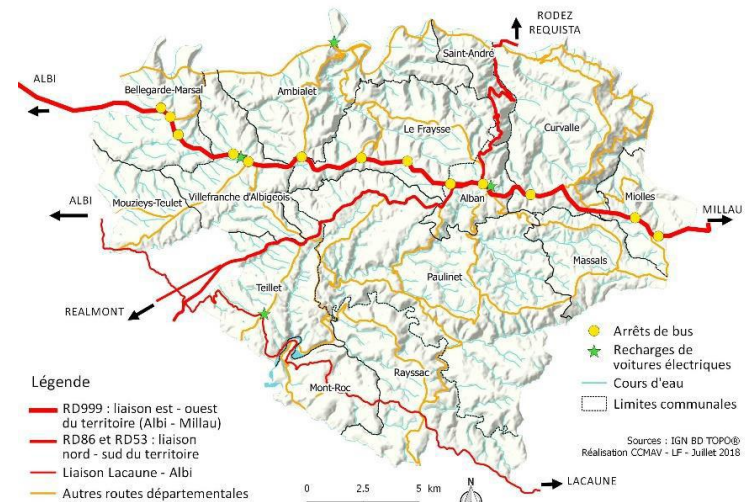 RODEZ
REQUISTA
Saint-André
ALBI
Bellegarde-Marsal
Ambialet
Le Fraysse
Curvalle
ALBI
Mouzieys-Teulet
Villefranche d'Albigeois
Alban
Miolles
MILLAU
Massals
Paulinet
Teillet
REALMONT
Rayssac
Mont-Roc
LACAUNE
Arrêts de bus
Recharges de
voitures électriques
Cours d'eau
Limites communales
Sources : IGN BD TOPO®
Réalisation CCMAV - LF - Juillet 2018
Légende
RD999 : liaison est - ouest
du territoire (Albi - Millau)
RD86 et RD53 : liaison
nord - sud du territoire
Liaison Lacaune - Albi
Autres routes départementales
0 2.5 5 km
N